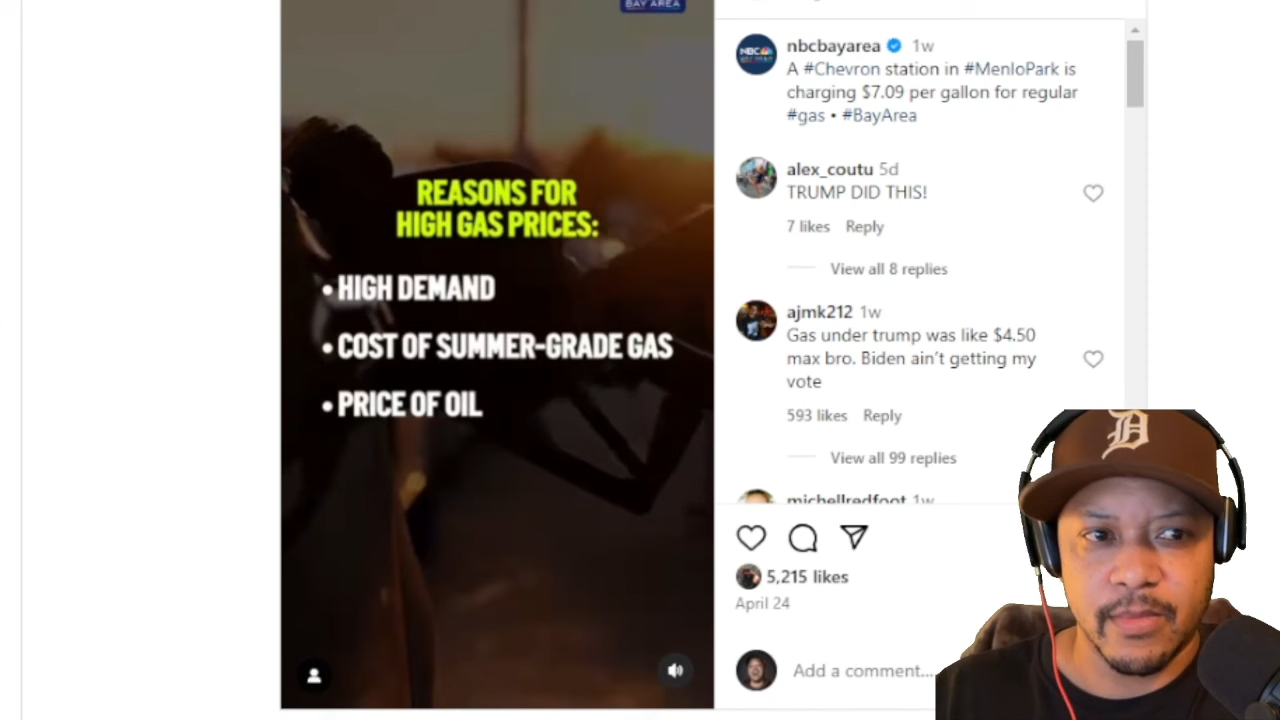 BAY AREA
REASONS FOR
HIGH GAS PRICES:
• HIGH DEMAND
• COST OF SUMMER-GRADE GAS
• PRICE OF OIL
nbcbayarea 1w
A #Chevron station in #MenloPark is
charging $7.09 per gallon for regular
#gas • #BayArea
alex_coutu 5d
TRUMP DID THIS!
7 likes Reply
View all 8 replies
ajmk212 1w
Gas under trump was like $4.50
max bro. Biden ain't getting my
vote
593 likes Reply
View all 99 replies
michellredfoot 1w
5,215 likes
April 24
Add a comment...
D